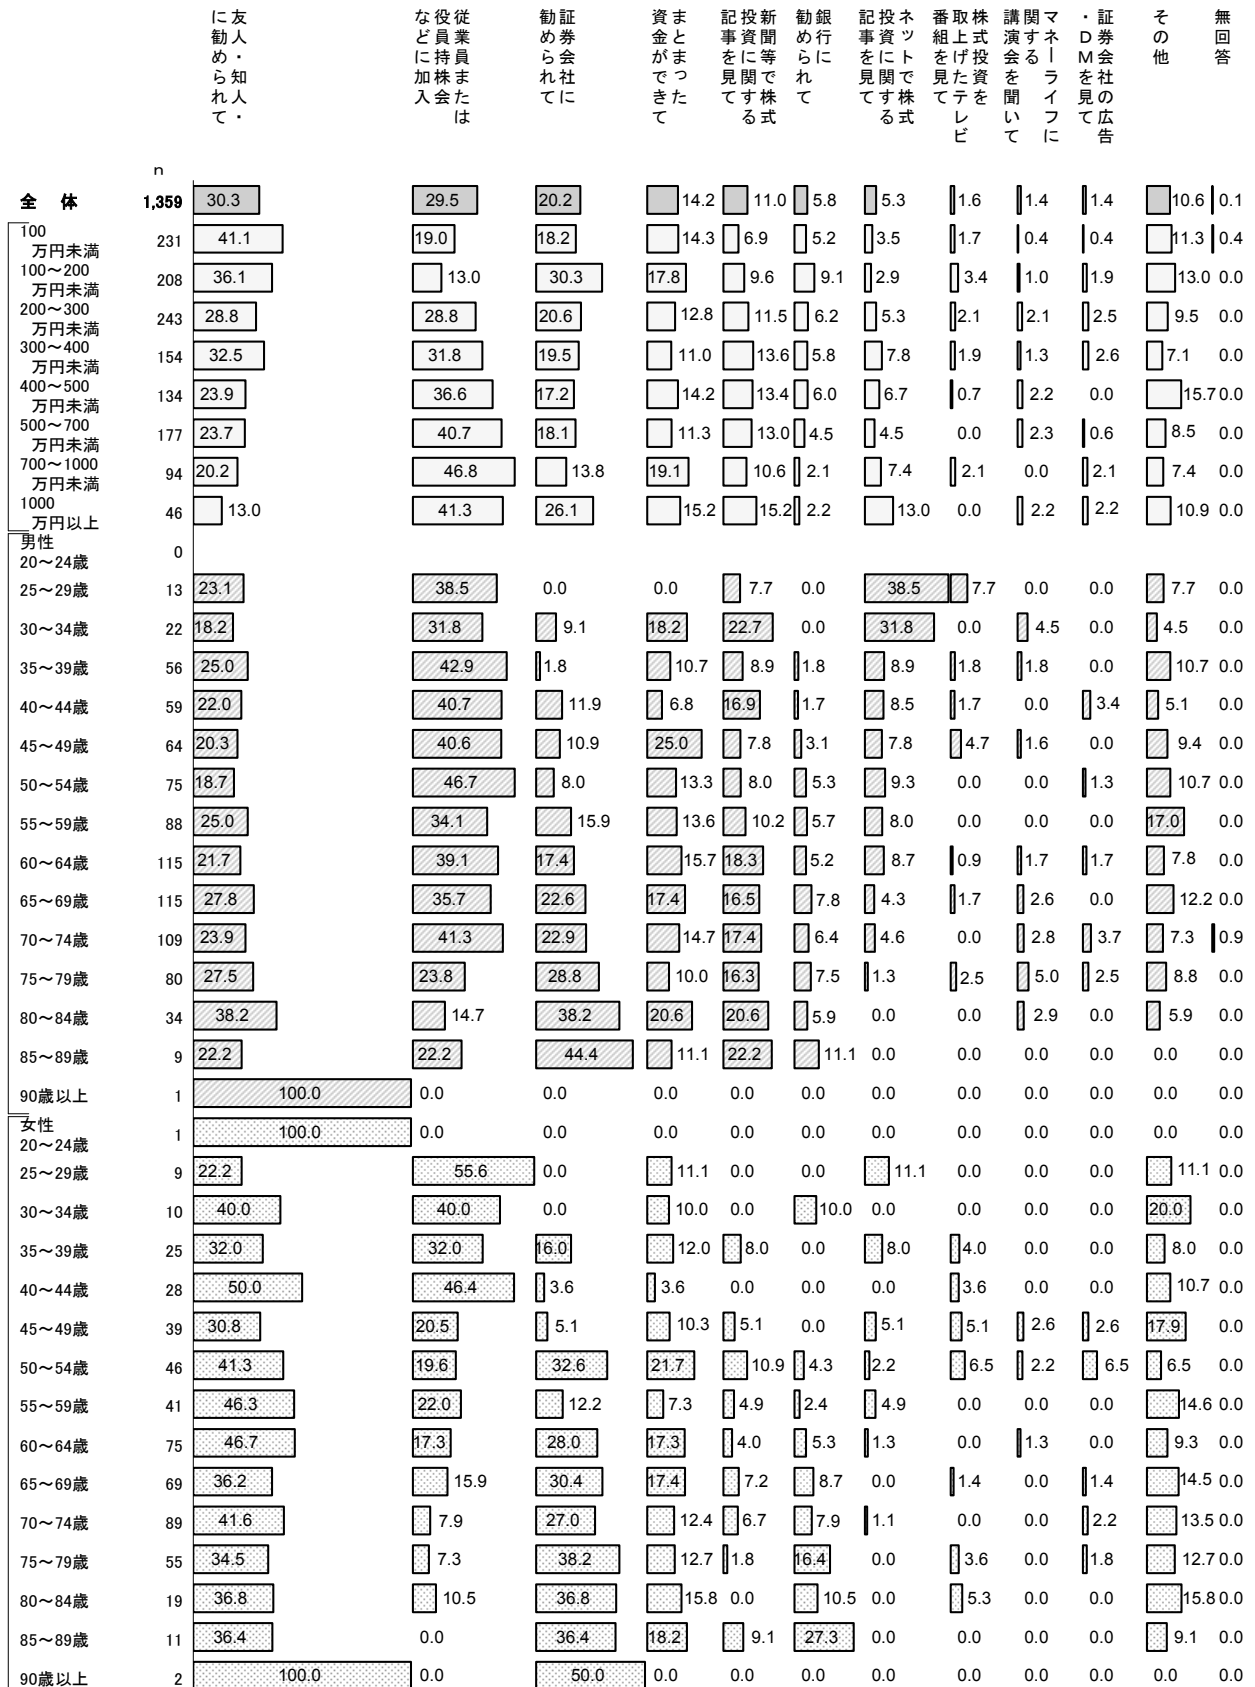 友人・知人・
に勧められて
従業員または
役員持株会
などに加入
証券会社に
勧められて
まとまった
資金ができて
新聞等で株式
投資に関する
記事を見て
銀行に
勧められて
ネットで株式
投資に関する
記事を見て
株式投資を
取上げたテレビ
番組を見て
マネーライフに
関する
講演会を聞いて
証券会社の広告
・ＤＭを見て
その他
無回答
n
全 体 1,359 30.3 29.5 20.2 14.2 11.0 5.8 5.3 1.6 1.4 1.4 10.6 0.1
100
万円未満 231 41.1 19.0 18.2 14.3 6.9 5.2 3.5 1.7 0.4 0.4 11.3 0.4
100～200
万円未満 208 36.1 13.0 30.3 17.8 9.6 9.1 2.9 3.4 1.0 1.9 13.0 0.0
200～300
万円未満 243 28.8 28.8 20.6 12.8 11.5 6.2 5.3 2.1 2.1 2.5 9.5 0.0
300～400
万円未満 154 32.5 31.8 19.5 11.0 13.6 5.8 7.8 1.9 1.3 2.6 7.1 0.0
400～500
万円未満 134 23.9 36.6 17.2 14.2 13.4 6.0 6.7 0.7 2.2 0.0 15.7 0.0
500～700
万円未満 177 23.7 40.7 18.1 11.3 13.0 4.5 4.5 0.0 2.3 0.6 8.5 0.0
700～1000
万円未満 94 20.2 46.8 13.8 19.1 10.6 2.1 7.4 2.1 0.0 2.1 7.4 0.0
1000
万円以上 46 13.0 41.3 26.1 15.2 15.2 2.2 13.0 0.0 2.2 2.2 10.9 0.0
男性
20～24歳 0
25～29歳 13 23.1 38.5 0.0 0.0 7.7 0.0 38.5 7.7 0.0 0.0 7.7 0.0
30～34歳 22 18.2 31.8 9.1 18.2 22.7 0.0 31.8 0.0 4.5 0.0 4.5 0.0
35～39歳 56 25.0 42.9 1.8 10.7 8.9 1.8 8.9 1.8 1.8 0.0 10.7 0.0
40～44歳 59 22.0 40.7 11.9 6.8 16.9 1.7 8.5 1.7 0.0 3.4 5.1 0.0
45～49歳 64 20.3 40.6 10.9 25.0 7.8 3.1 7.8 4.7 1.6 0.0 9.4 0.0
50～54歳 75 18.7 46.7 8.0 13.3 8.0 5.3 9.3 0.0 0.0 1.3 10.7 0.0
55～59歳 88 25.0 34.1 15.9 13.6 10.2 5.7 8.0 0.0 0.0 0.0 17.0 0.0
60～64歳 115 21.7 39.1 17.4 15.7 18.3 5.2 8.7 0.9 1.7 1.7 7.8 0.0
65～69歳 115 27.8 35.7 22.6 17.4 16.5 7.8 4.3 1.7 2.6 0.0 12.2 0.0
70～74歳 109 23.9 41.3 22.9 14.7 17.4 6.4 4.6 0.0 2.8 3.7 7.3 0.9
75～79歳 80 27.5 23.8 28.8 10.0 16.3 7.5 1.3 2.5 5.0 2.5 8.8 0.0
80～84歳 34 38.2 14.7 38.2 20.6 20.6 5.9 0.0 0.0 2.9 0.0 5.9 0.0
85～89歳 9 22.2 22.2 44.4 11.1 22.2 11.1 0.0 0.0 0.0 0.0 0.0 0.0
90歳以上 1 100.0 0.0 0.0 0.0 0.0 0.0 0.0 0.0 0.0 0.0 0.0 0.0
女性
20～24歳 1 100.0 0.0 0.0 0.0 0.0 0.0 0.0 0.0 0.0 0.0 0.0 0.0
25～29歳 9 22.2 55.6 0.0 11.1 0.0 0.0 11.1 0.0 0.0 0.0 11.1 0.0
30～34歳 10 40.0 40.0 0.0 10.0 0.0 10.0 0.0 0.0 0.0 0.0 20.0 0.0
35～39歳 25 32.0 32.0 16.0 12.0 8.0 0.0 8.0 4.0 0.0 0.0 8.0 0.0
40～44歳 28 50.0 46.4 3.6 3.6 0.0 0.0 0.0 3.6 0.0 0.0 10.7 0.0
45～49歳 39 30.8 20.5 5.1 10.3 5.1 0.0 5.1 5.1 2.6 2.6 17.9 0.0
50～54歳 46 41.3 19.6 32.6 21.7 10.9 4.3 2.2 6.5 2.2 6.5 6.5 0.0
55～59歳 41 46.3 22.0 12.2 7.3 4.9 2.4 4.9 0.0 0.0 0.0 14.6 0.0
60～64歳 75 46.7 17.3 28.0 17.3 4.0 5.3 1.3 0.0 1.3 0.0 9.3 0.0
65～69歳 69 36.2 15.9 30.4 17.4 7.2 8.7 0.0 1.4 0.0 1.4 14.5 0.0
70～74歳 89 41.6 7.9 27.0 12.4 6.7 7.9 1.1 0.0 0.0 2.2 13.5 0.0
75～79歳 55 34.5 7.3 38.2 12.7 1.8 16.4 0.0 3.6 0.0 1.8 12.7 0.0
80～84歳 19 36.8 10.5 36.8 15.8 0.0 10.5 0.0 5.3 0.0 0.0 15.8 0.0
85～89歳 11 36.4 0.0 36.4 18.2 9.1 27.3 0.0 0.0 0.0 0.0 9.1 0.0
90歳以上 2 100.0 0.0 50.0 0.0 0.0 0.0 0.0 0.0 0.0 0.0 0.0 0.0